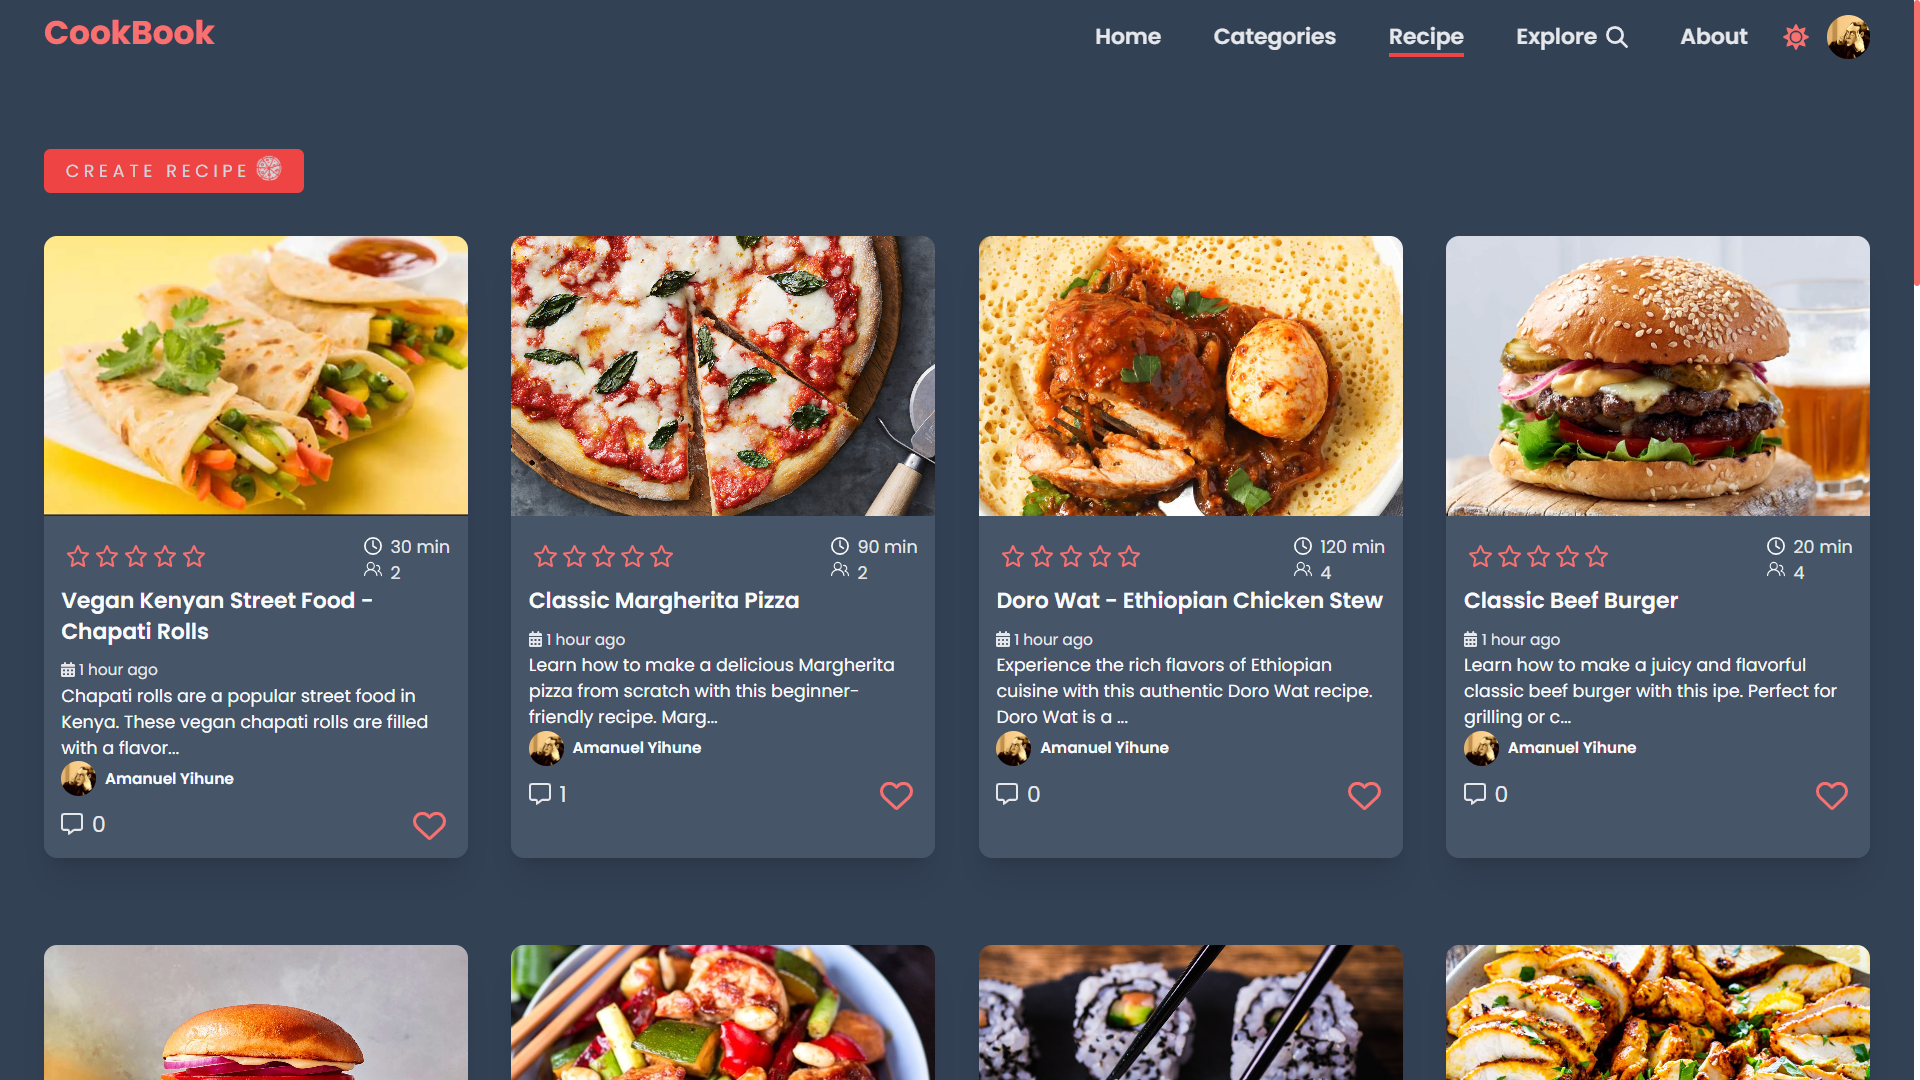 CookBook
Home
Categories
Recipe
Explore
About
CREATE RECIPE
30 min
2
Vegan Kenyan Street Food -
Chapati Rolls
1 hour ago
Chapati rolls are a popular street food in
Kenya. These vegan chapati rolls are filled
with a flavor...
Amanuel Yihune
0
90 min
2
Classic Margherita Pizza
1 hour ago
Learn how to make a delicious Margherita
pizza from scratch with this beginner-
friendly recipe. Marg...
Amanuel Yihune
1
120 min
4
Doro Wat - Ethiopian Chicken Stew
1 hour ago
Experience the rich flavors of Ethiopian
cuisine with this authentic Doro Wat recipe.
Doro Wat is a ...
Amanuel Yihune
0
20 min
4
Classic Beef Burger
1 hour ago
Learn how to make a juicy and flavorful
classic beef burger with this ipe. Perfect for
grilling or c...
Amanuel Yihune
0